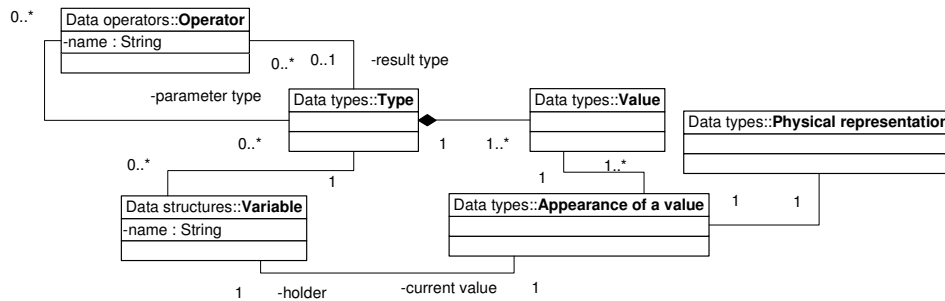 0..*
Data operators::Operator
-name : String
0..*
0..1
-result type
-parameter type
Data types::Type
Data types::Value
Data types::Physical representation
0..*
1
1..*
0..*
1
1
1..*
Data structures::Variable
-name : String
Data types::Appearance of a value
1
1
1
-holder
-current value
1